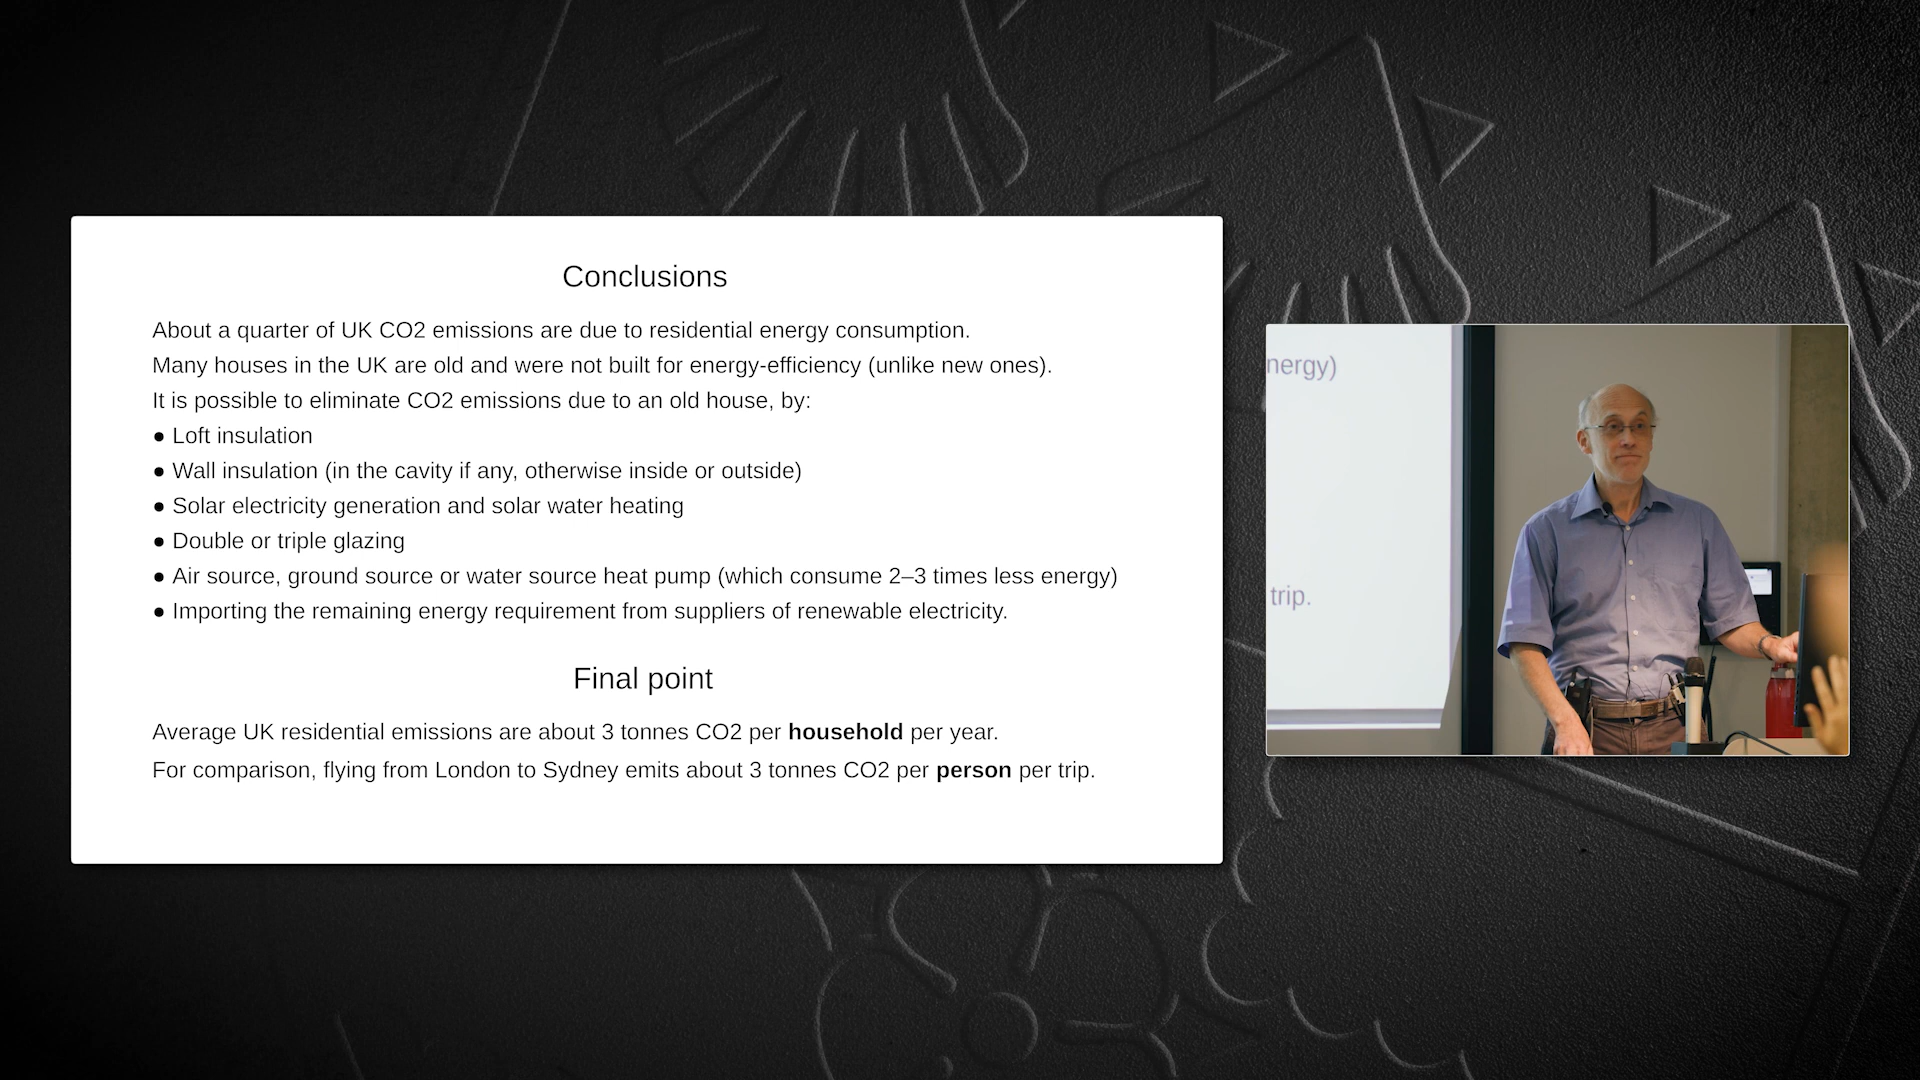 Conclusions
About a quarter of UK CO2 emissions are due to residential energy consumption.
Many houses in the UK are old and were not built for energy-efficiency (unlike new ones).
It is possible to eliminate CO2 emissions due to an old house, by:
● Loft insulation
● Wall insulation (in the cavity if any, otherwise inside or outside)
● Solar electricity generation and solar water heating
● Double or triple glazing
● Air source, ground source or water source heat pump (which consume 2–3 times less energy)
● Importing the remaining energy requirement from suppliers of renewable electricity.
Final point
Average UK residential emissions are about 3 tonnes CO2 per household per year.
For comparison, flying from London to Sydney emits about 3 tonnes CO2 per person per trip.
nergy)
trip.